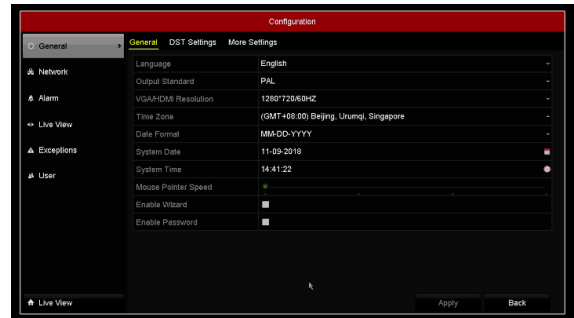 Configuration
General
Network
Alarm
Live View
Exceptions
User
Live View
General DST Settings More Settings
Language English
Output Standard PAL
VGA/HDMI Resolution 1280*720/60HZ
Time Zone (GMT+08:00) Beijing, Urumqi, Singapore
Date Format MM-DD-YYYY
System Date 11-09-2018
System Time 14:41:22
Mouse Pointer Speed
Enable Wizard
Enable Password
Apply Back